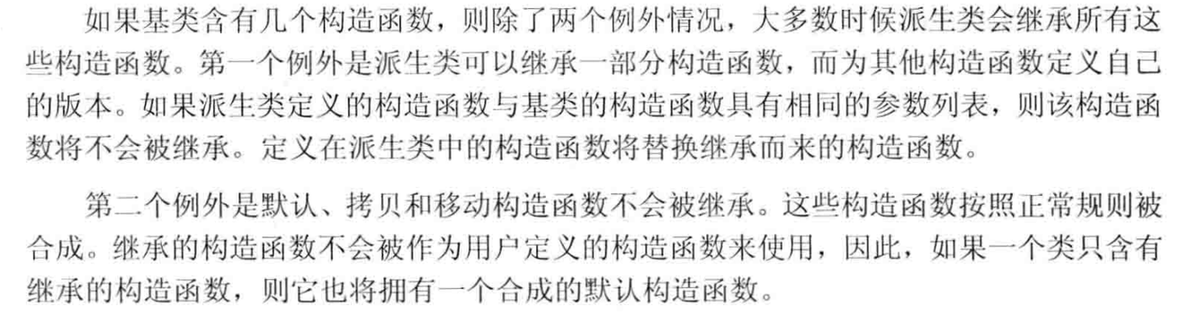 如果基类含有几个构造函数，则除了两个例外情况，大多数时候派生类会继承所有这
些构造函数。第一个例外是派生类可以继承一部分构造函数，而为其他构造函数定义自己
的版本。如果派生类定义的构造函数与基类的构造函数具有相同的参数列表，则该构造函
数将不会被继承。定义在派生类中的构造函数将替换继承而来的构造函数。
第二个例外是默认、拷贝和移动构造函数不会被继承。这些构造函数按照正常规则被
合成。继承的构造函数不会被作为用户定义的构造函数来使用，因此，如果一个类只含有
继承的构造函数，则它也将拥有一个合成的默认构造函数。